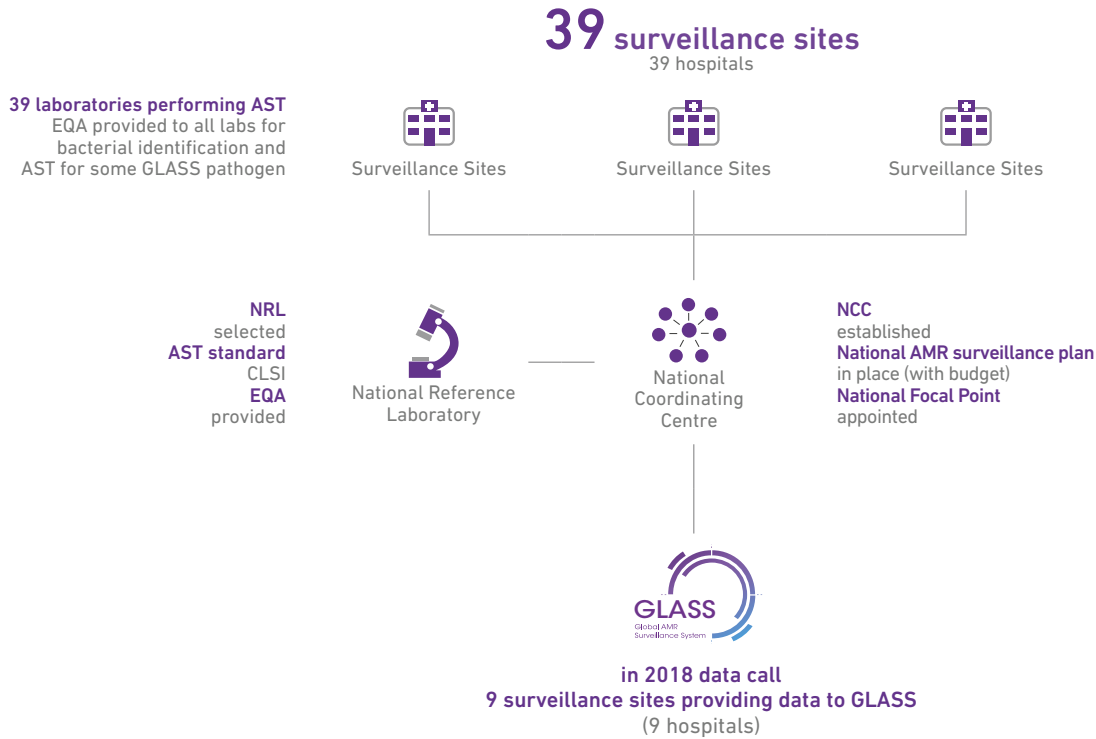 39 surveillance sites
39 hospitals
39 laboratories performing AST
EQA provided to all labs for
bacterial identification and
AST for some GLASS pathogen
Surveillance Sites
Surveillance Sites
Surveillance Sites
NRL
selected
AST standard
CLSI
EQA
provided
National Reference
Laboratory
National
Coordinating
Centre
NCC
established
National AMR surveillance plan
in place (with budget)
National Focal Point
appointed
GLASS
Global AMR
Surveillance System
in 2018 data call
9 surveillance sites providing data to GLASS
(9 hospitals)